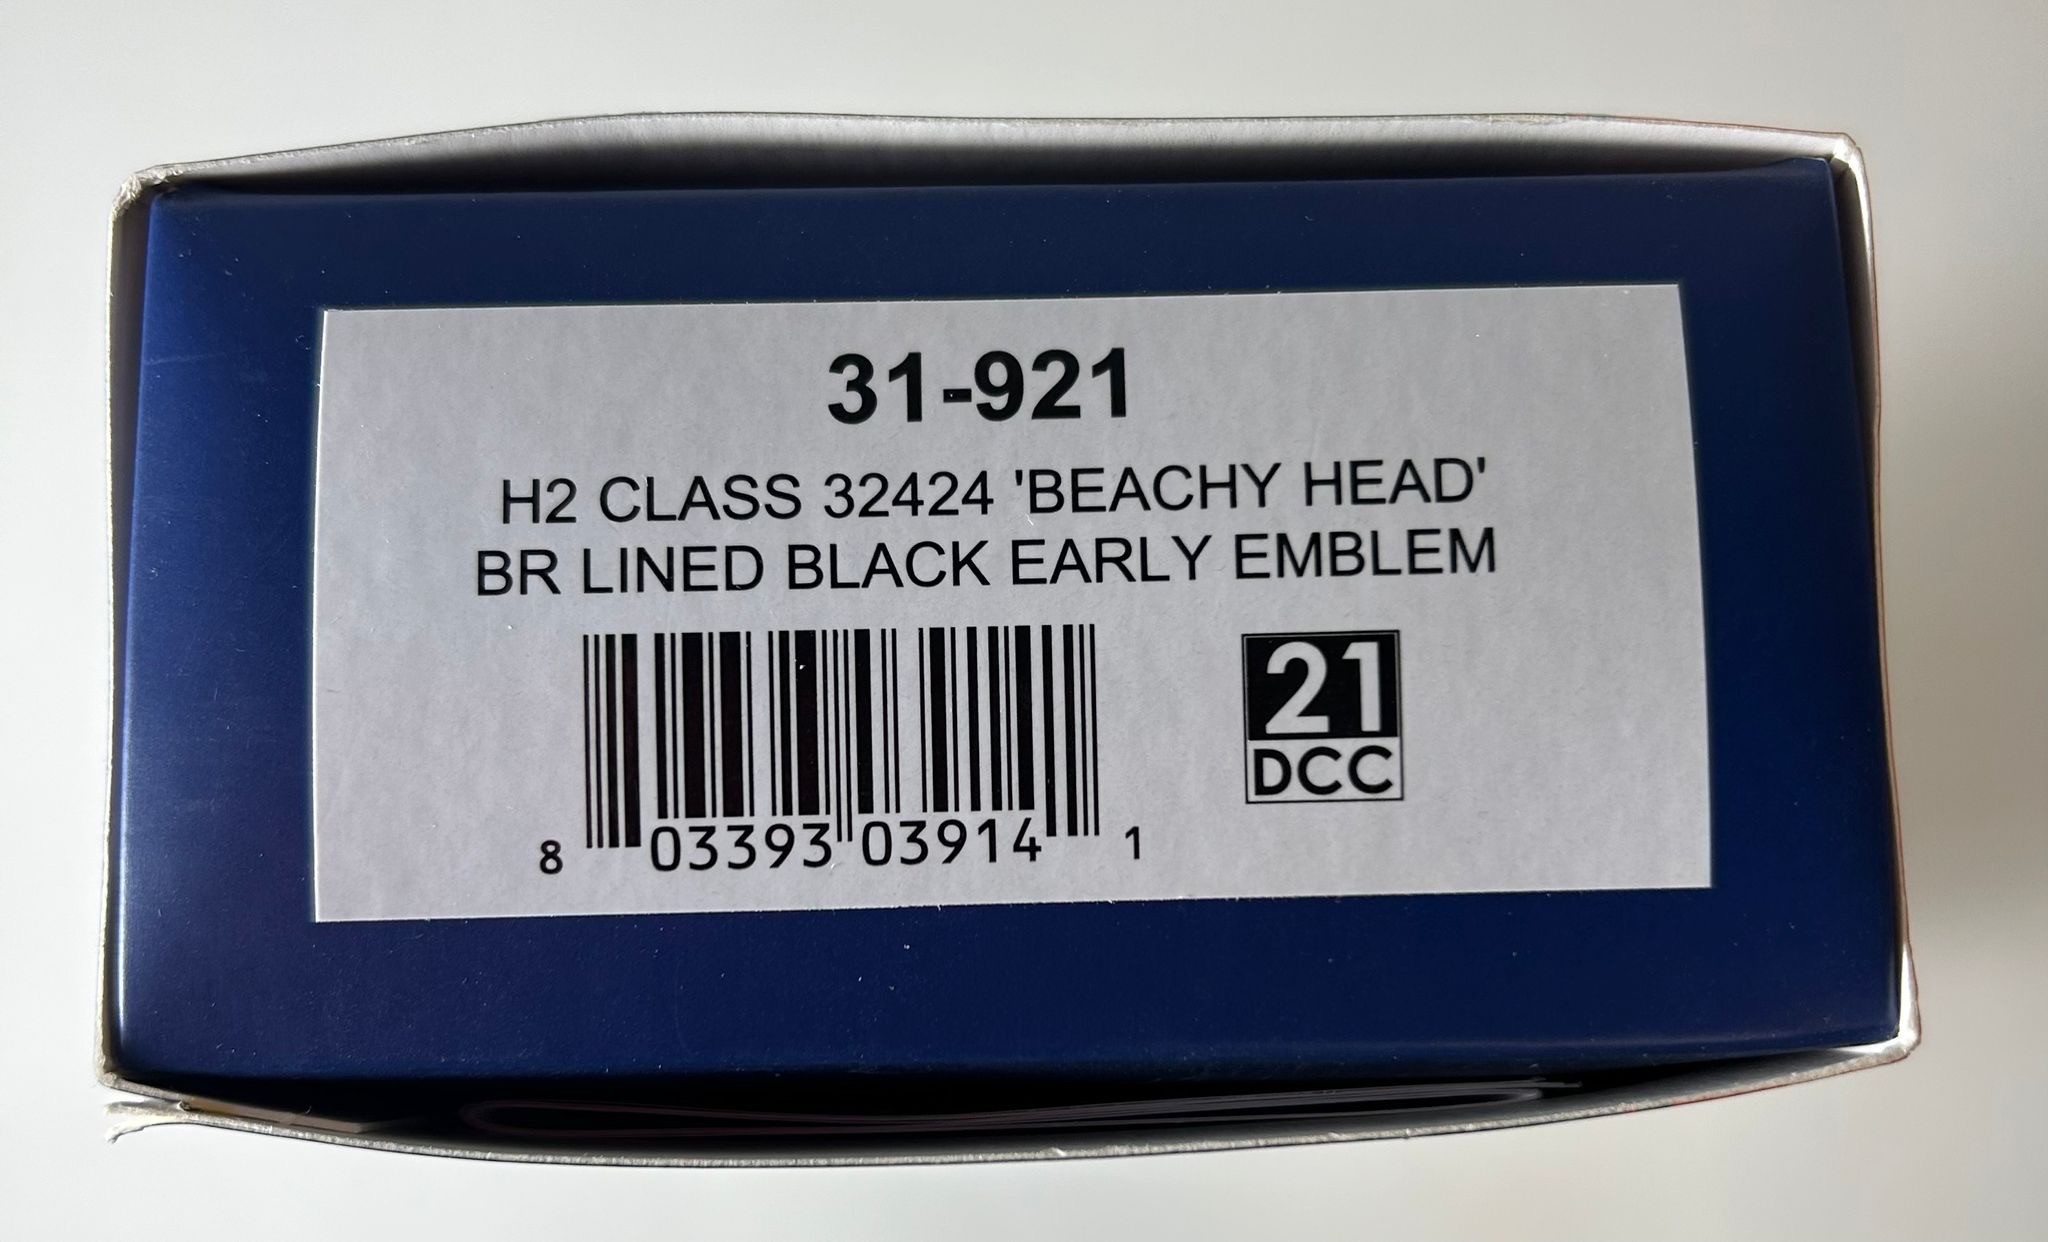 31-921
H2 CLASS 32424 'BEACHY HEAD'
BR LINED BLACK EARLY EMBLEM
21
DCC
8 03393 03914 1